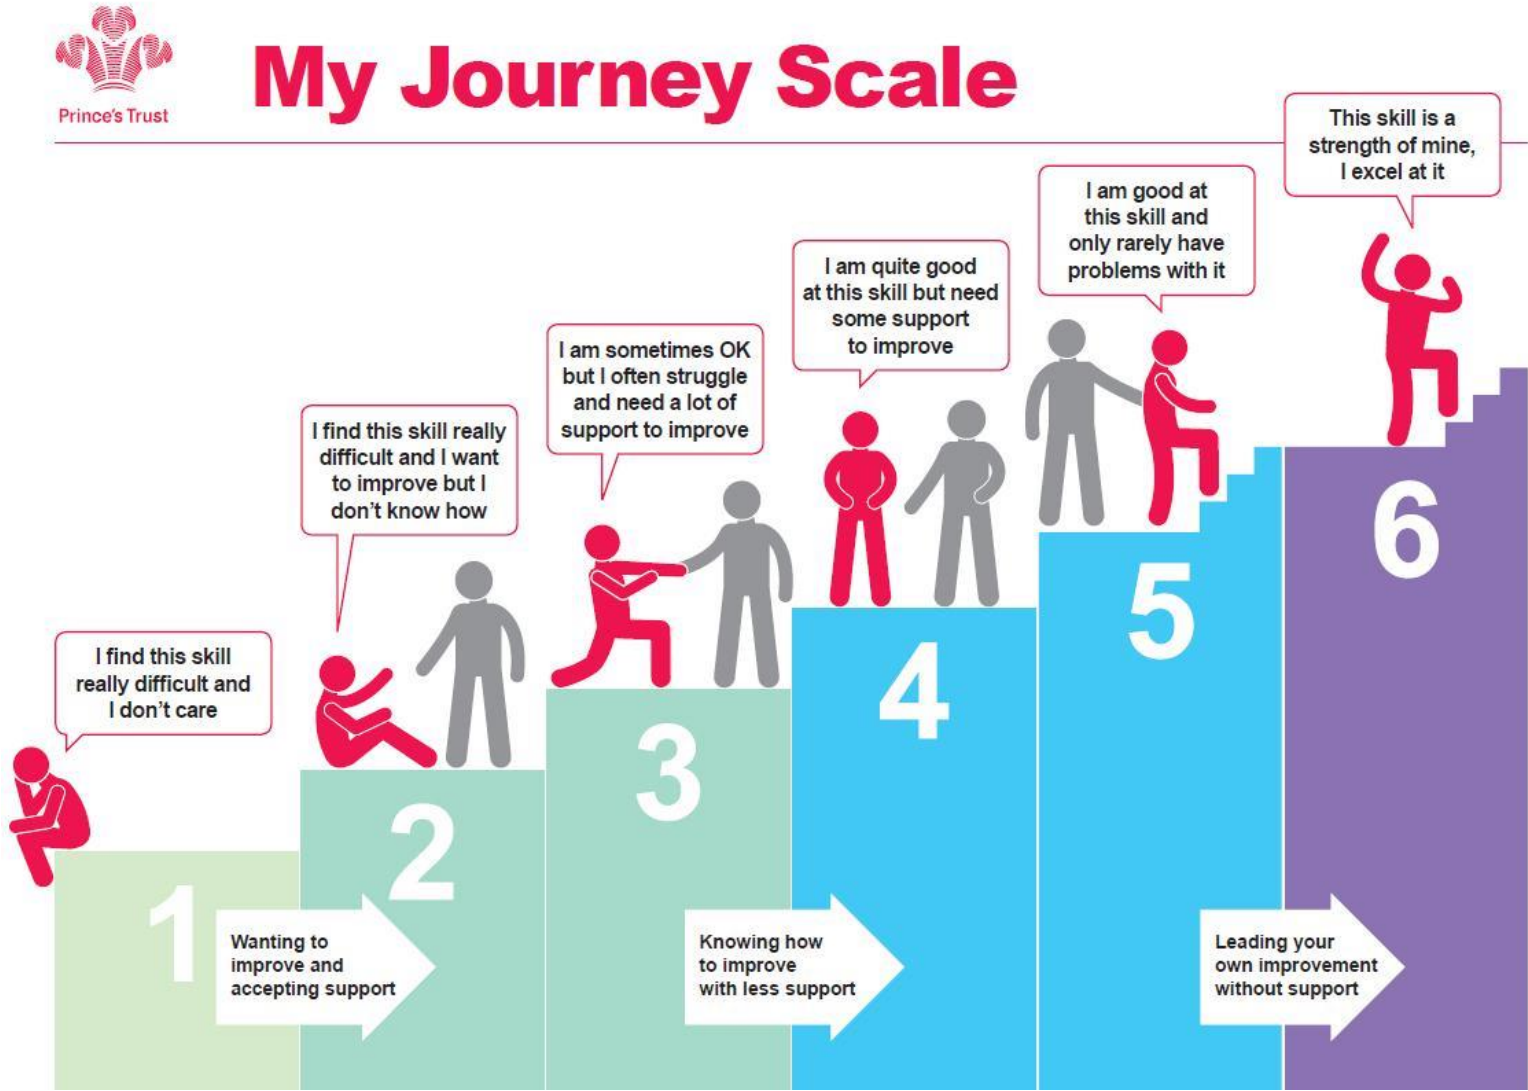 Prince's Trust
My Journey Scale
I find this skill
really difficult and
I don't care
I find this skill really
difficult and I want
to improve but I
don't know how
I am sometimes OK
but I often struggle
and need a lot of
support to improve
I am quite good
at this skill but need
some support
to improve
I am good at
this skill and
only rarely have
problems with it
This skill is a
strength of mine,
I excel at it
1
2
3
4
5
6
Wanting to
improve and
accepting support
Knowing how
to improve
with less support
Leading your
own improvement
without support